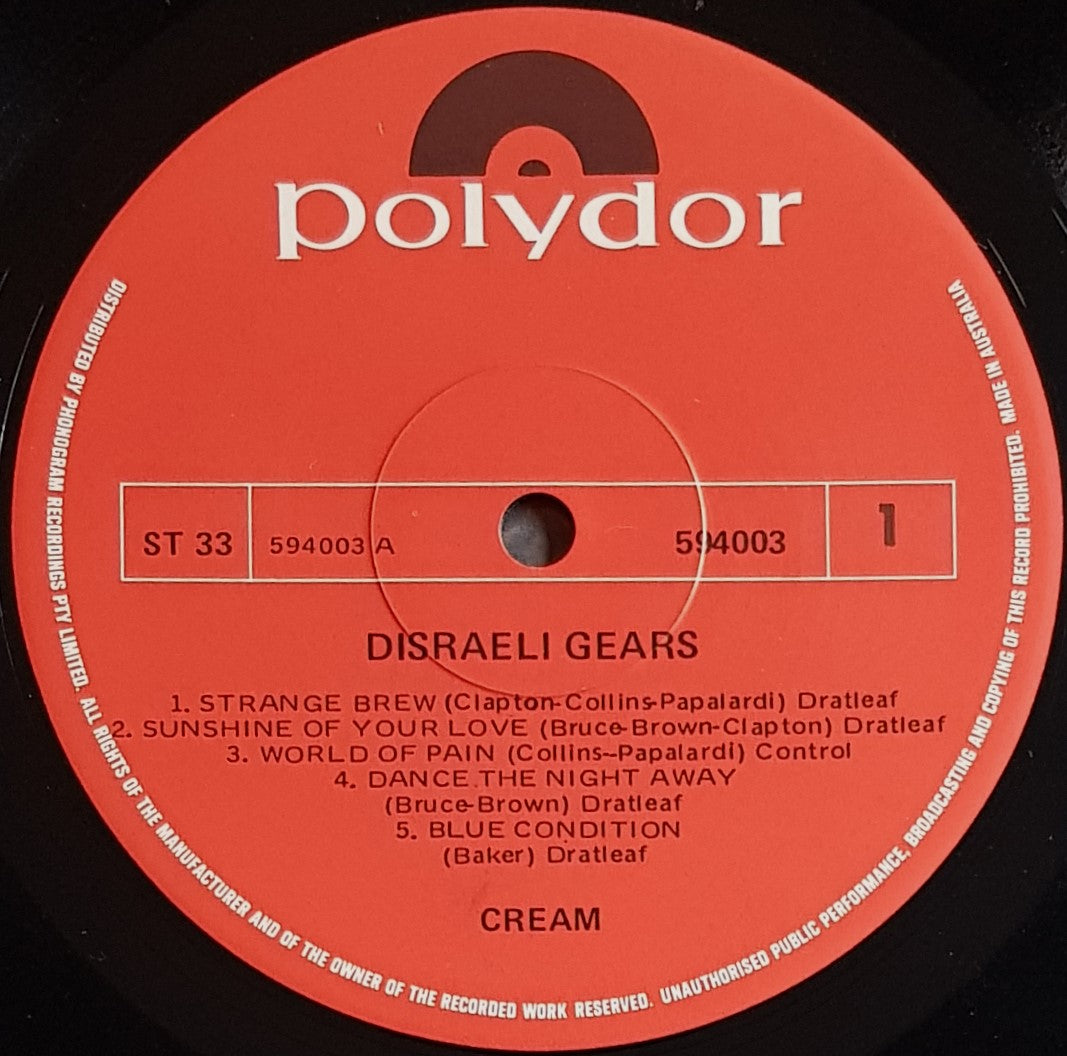 polydor
DISTRIBUTED BY PHONOGRAM RECORDINGS PTY LIMITED. ALL RIGHTS OF THE MANUFACTURER AND OF THE OWNER OF THE RECORDED WORK RESERVED. UNAUTHORISED PUBLIC PERFORMANCE, BROADCASTING AND COPYING OF THIS RECORD PROHIBITED. MADE IN AUSTRALIA
ST 33 594003 A 594003 1
DISRAELI GEARS
1. STRANGE BREW (Clapton-Collins-Papalardi) Dratleaf
2. SUNSHINE OF YOUR LOVE (Bruce-Brown-Clapton) Dratleaf
3. WORLD OF PAIN (Collins-Papalardi) Control
4. DANCE THE NIGHT AWAY
(Bruce-Brown) Dratleaf
5. BLUE CONDITION
(Baker) Dratleaf
CREAM